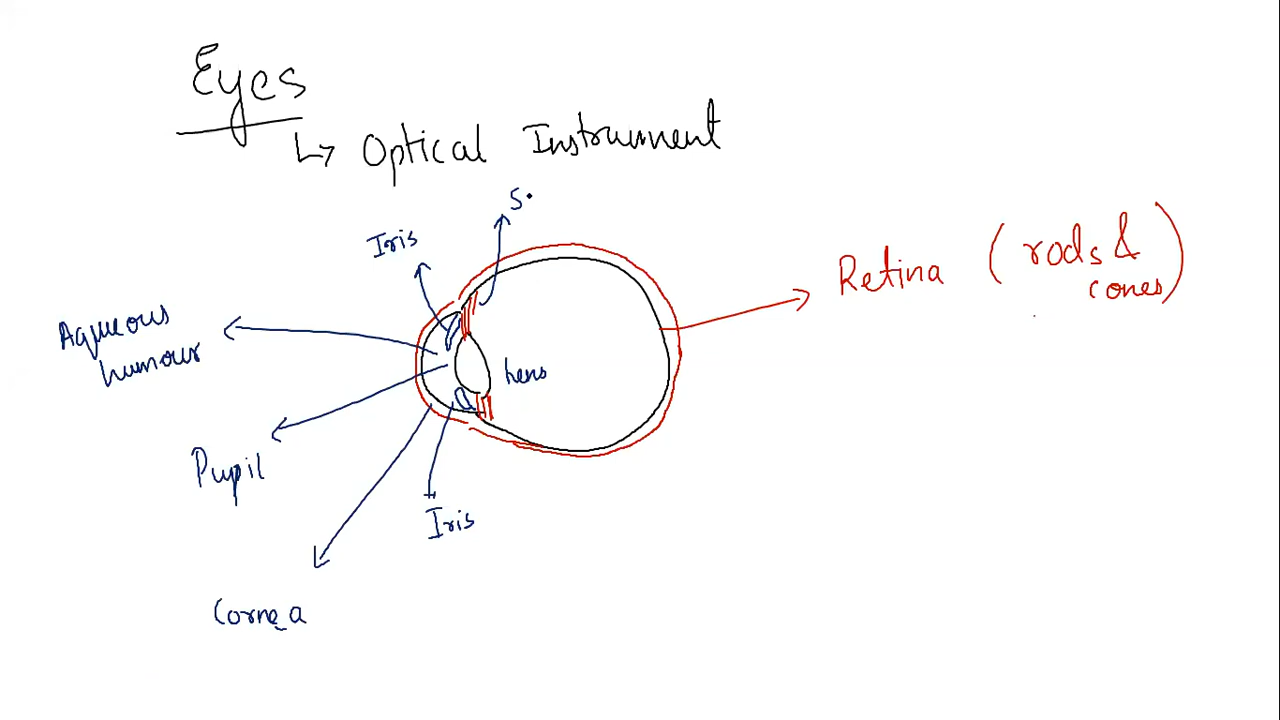 Eyes
↳ Optical Instrument
S.
Iris
Retina (rods &
cones)
Aqueous
humour
lens
Pupil
Iris
Cornea